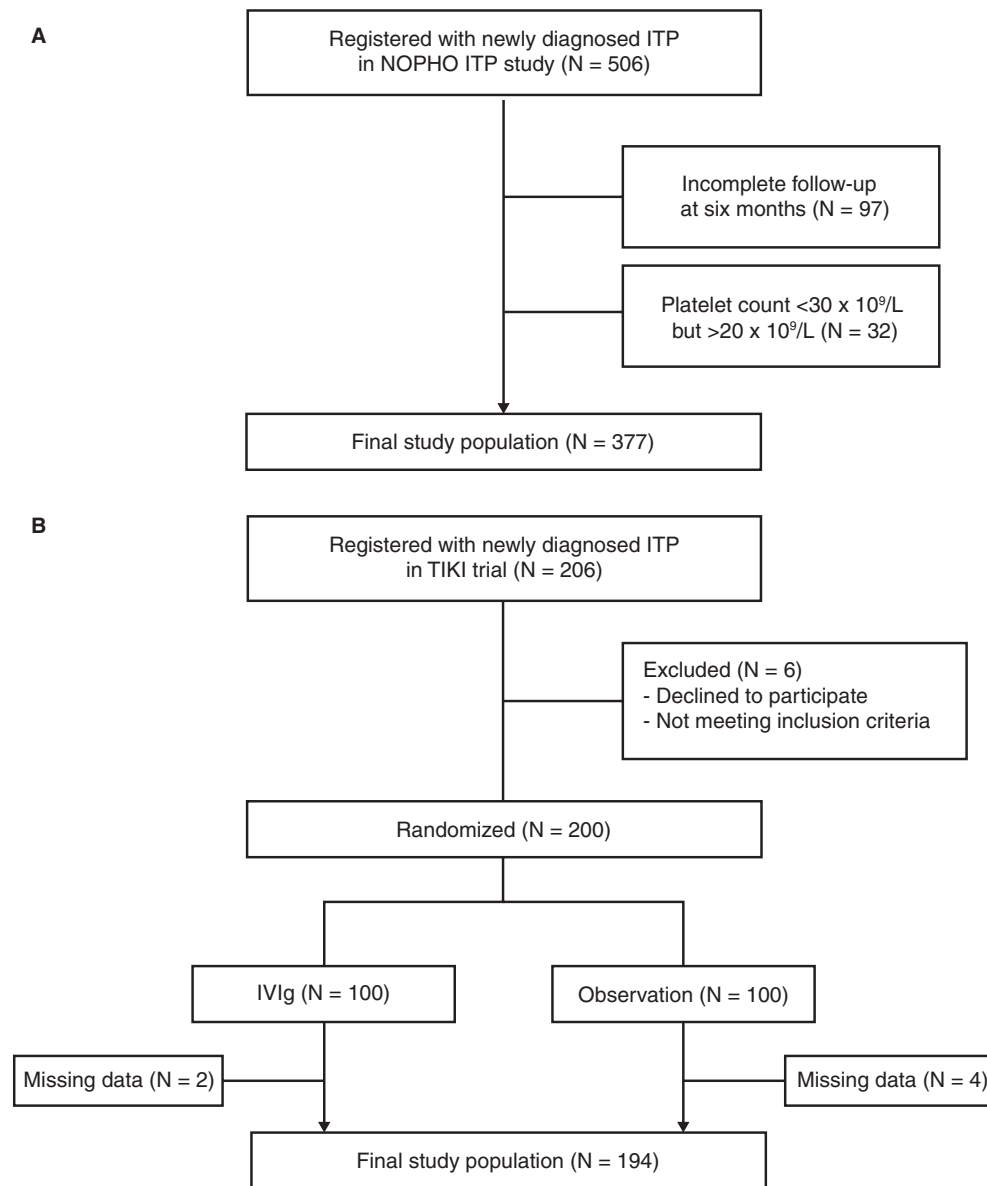 A
Registered with newly diagnosed ITP
in NOPHO ITP study (N = 506)
Incomplete follow-up
at six months (N = 97)
Platelet count <30 x 10⁹/L
but >20 x 10⁹/L (N = 32)
Final study population (N = 377)
B
Registered with newly diagnosed ITP
in TIKI trial (N = 206)
Excluded (N = 6)
- Declined to participate
- Not meeting inclusion criteria
Randomized (N = 200)
IVIg (N = 100)
Observation (N = 100)
Missing data (N = 2)
Missing data (N = 4)
Final study population (N = 194)